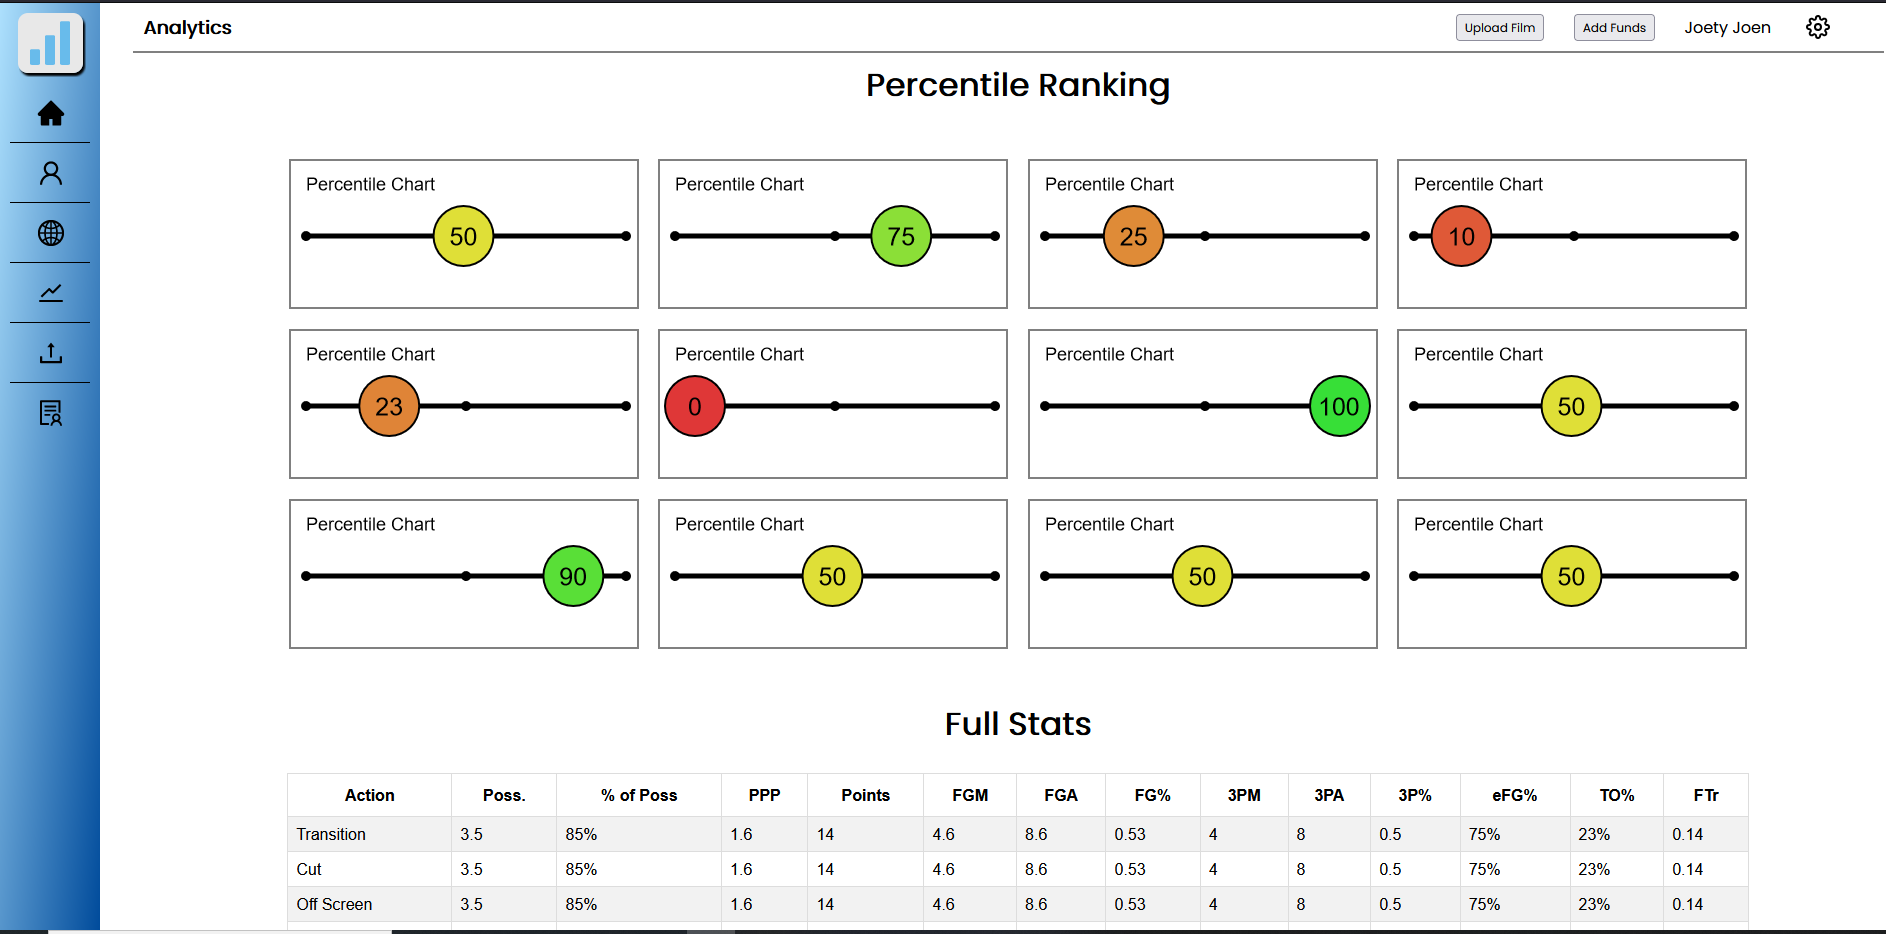 Analytics
Upload Film
Add Funds
Joety Joen
Percentile Ranking
Percentile Chart
50
Percentile Chart
75
Percentile Chart
25
Percentile Chart
10
Percentile Chart
23
Percentile Chart
0
Percentile Chart
100
Percentile Chart
50
Percentile Chart
90
Percentile Chart
50
Percentile Chart
50
Percentile Chart
50
Full Stats
Action Poss. % of Poss PPP Points FGM FGA FG% 3PM 3PA 3P% eFG% TO% FTr
Transition 3.5 85% 1.6 14 4.6 8.6 0.53 4 8 0.5 75% 23% 0.14
Cut 3.5 85% 1.6 14 4.6 8.6 0.53 4 8 0.5 75% 23% 0.14
Off Screen 3.5 85% 1.6 14 4.6 8.6 0.53 4 8 0.5 75% 23% 0.14